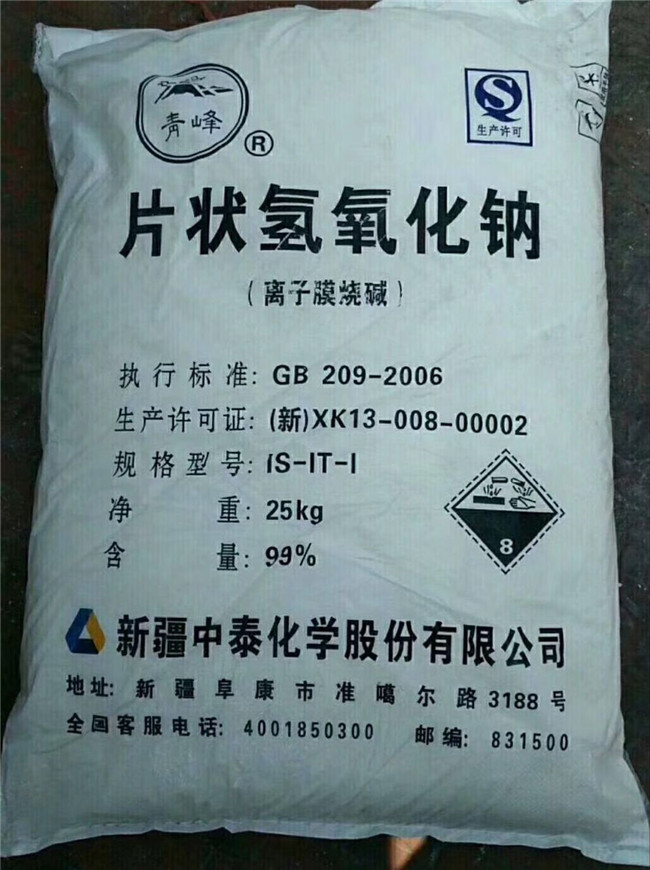 青峰
®
生产许可
片状氢氧化钠
(离子膜烧碱)
执行标准: GB 209-2006
生产许可证: (新)XK13-008-00002
规格型号: IS-IT-I
净重: 25kg
含量: 99%
8
新疆中泰化学股份有限公司
地址: 新疆阜康市准噶尔路3188号
全国客服电话: 4001850300 邮编: 831500